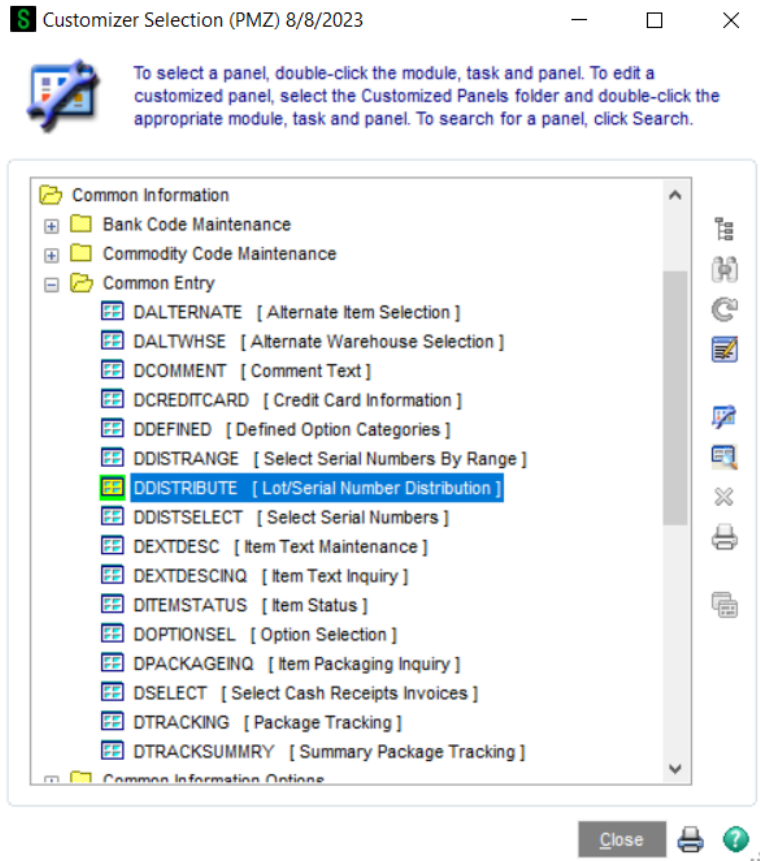 S Customizer Selection (PMZ) 8/8/2023
To select a panel, double-click the module, task and panel. To edit a
customized panel, select the Customized Panels folder and double-click the
appropriate module, task and panel. To search for a panel, click Search.
Common Information
Bank Code Maintenance
Commodity Code Maintenance
Common Entry
DALTERNATE [ Alternate Item Selection ]
DALTWHSE [ Alternate Warehouse Selection ]
DCOMMENT [ Comment Text ]
DCREDITCARD [ Credit Card Information ]
DDEFINED [ Defined Option Categories ]
DDISTRANGE [ Select Serial Numbers By Range ]
DDISTRIBUTE [ Lot/Serial Number Distribution ]
DDISTSELECT [ Select Serial Numbers ]
DEXTDESC [ Item Text Maintenance ]
DEXTDESCINQ [ Item Text Inquiry ]
DITEMSTATUS [ Item Status ]
DOPTIONSEL [ Option Selection ]
DPACKAGEINQ [ Item Packaging Inquiry ]
DSELECT [ Select Cash Receipts Invoices ]
DTRACKING [ Package Tracking ]
DTRACKSUMMRY [ Summary Package Tracking ]
Common Information Options
Close